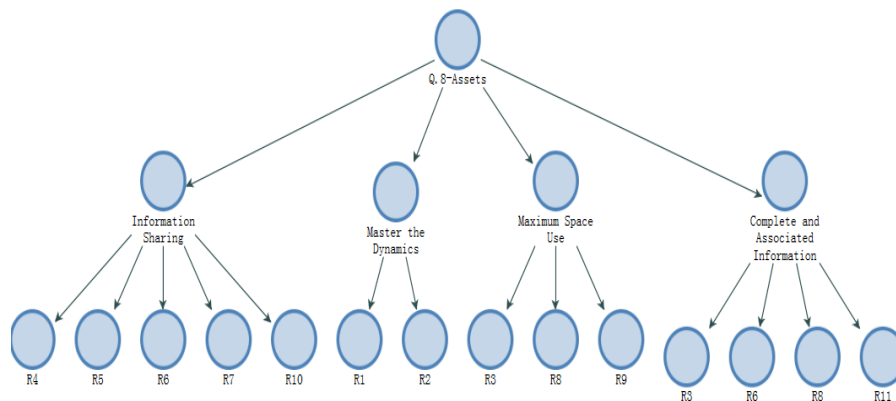 Q.8-Assets
Information
Sharing
Master the
Dynamics
Maximum Space
Use
Complete and
Associated
Information
R4
R5
R6
R7
R10
R1
R2
R3
R8
R9
R3
R6
R8
R11